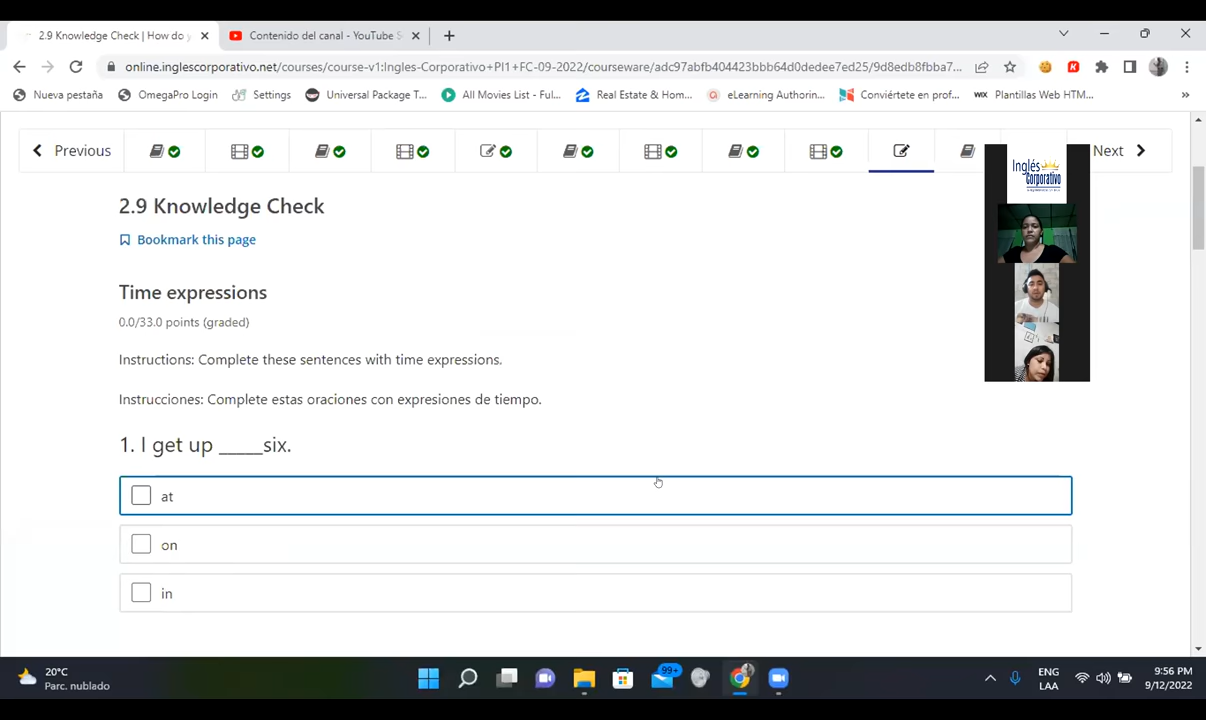 2.9 Knowledge Check | How do y
Contenido del canal - YouTube S
online.inglescorporativo.net/courses/course-v1:Ingles-Corporativo+PI1+FC-09-2022/courseware/adc97abfb404423bbb64d0dedee7ed25/9d8edb8fbba7...
Nueva pestaña
OmegaPro Login
Settings
Universal Package T...
All Movies List - Ful...
Real Estate & Hom...
eLearning Authorin...
Conviértete en prof...
WIX Plantillas Web HTM...
»
Previous
Next
Inglés
Corporativo
2.9 Knowledge Check
Bookmark this page
Time expressions
0.0/33.0 points (graded)
Instructions: Complete these sentences with time expressions.
Instrucciones: Complete estas oraciones con expresiones de tiempo.
1. I get up _____six.
at
on
in
20°C
Parc. nublado
99+
ENG
LAA
9:56 PM
9/12/2022